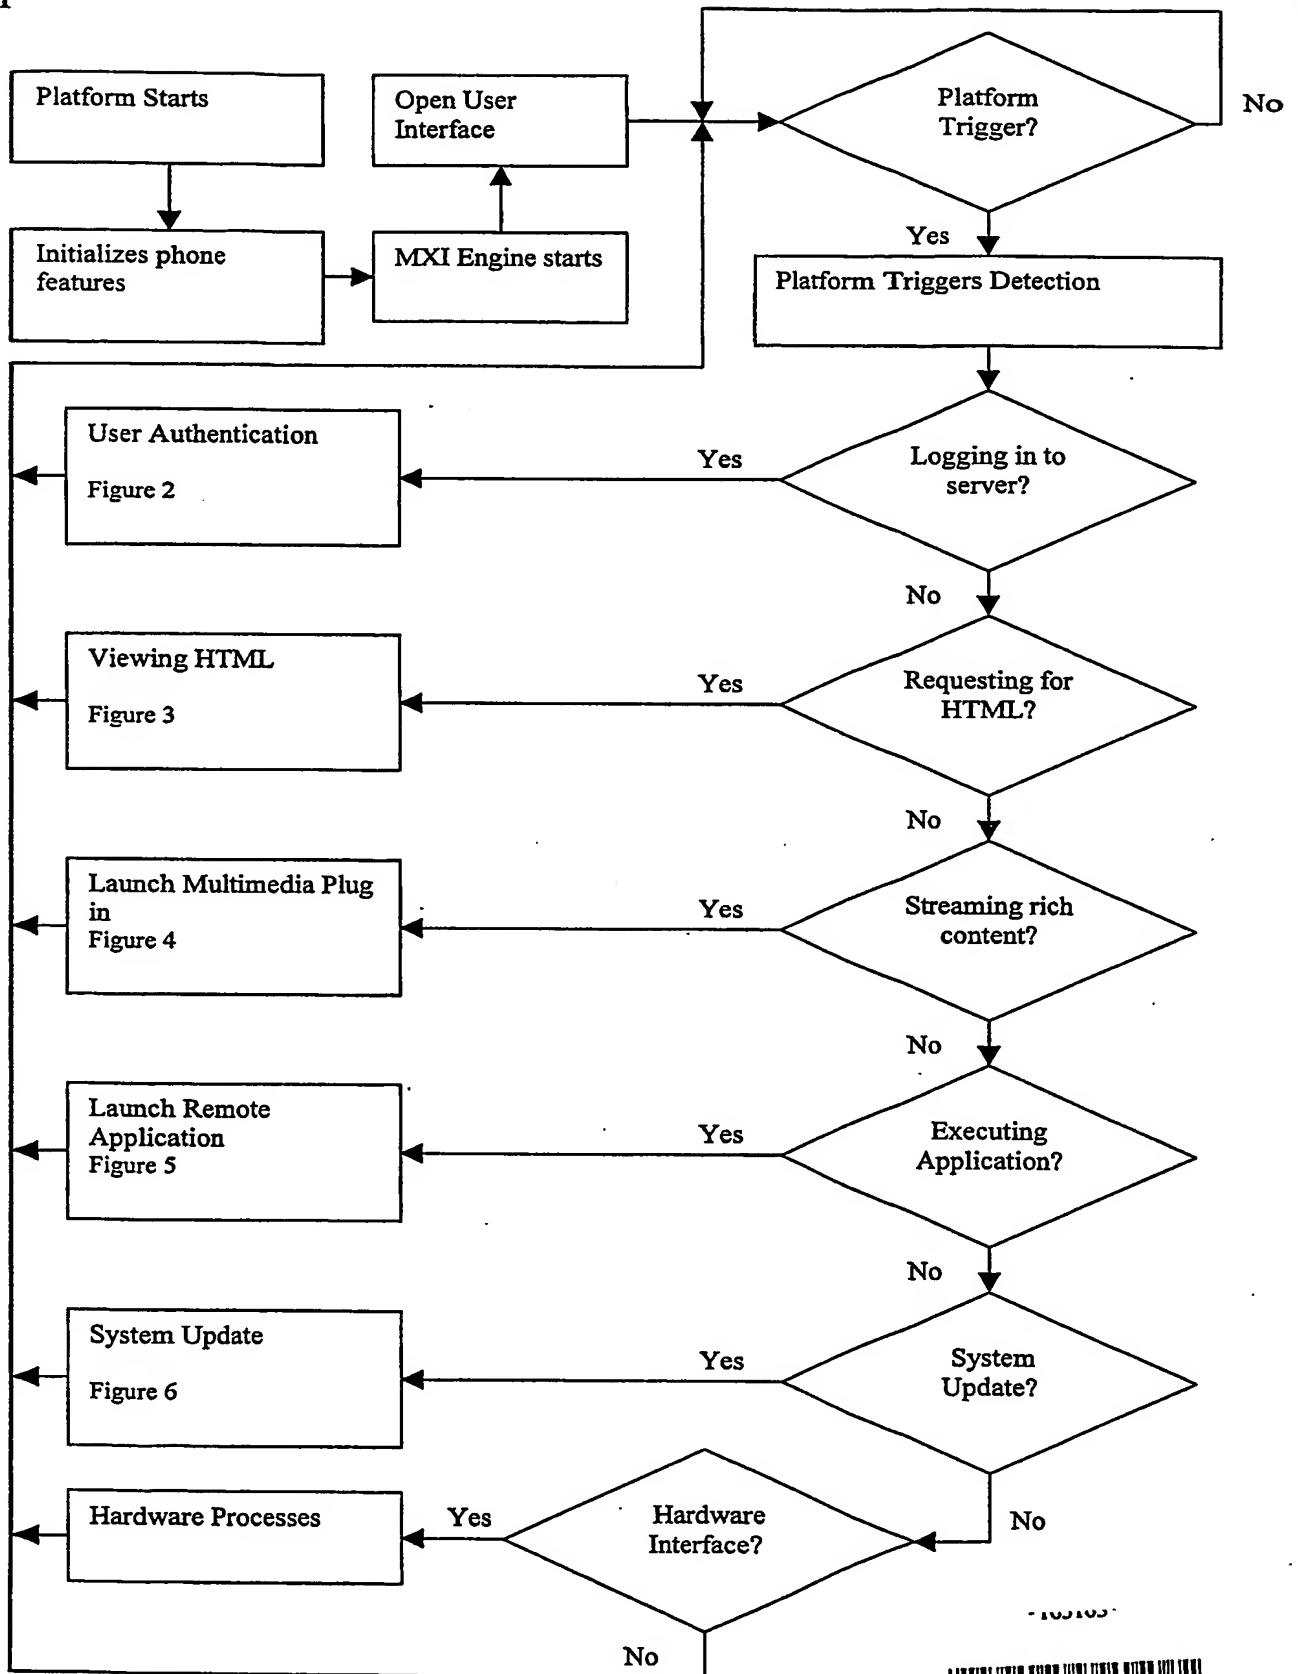 Platform Starts
Open User
Interface
Platform
Trigger?
No
Initializes phone
features
MXI Engine starts
Yes
Platform Triggers Detection
User Authentication
Figure 2
Yes
Logging in to
server?
No
Viewing HTML
Figure 3
Yes
Requesting for
HTML?
No
Launch Multimedia Plug
in
Figure 4
Yes
Streaming rich
content?
No
Launch Remote
Application
Figure 5
Yes
Executing
Application?
No
System Update
Figure 6
Yes
System
Update?
No
Hardware Processes
Yes
Hardware
Interface?
No